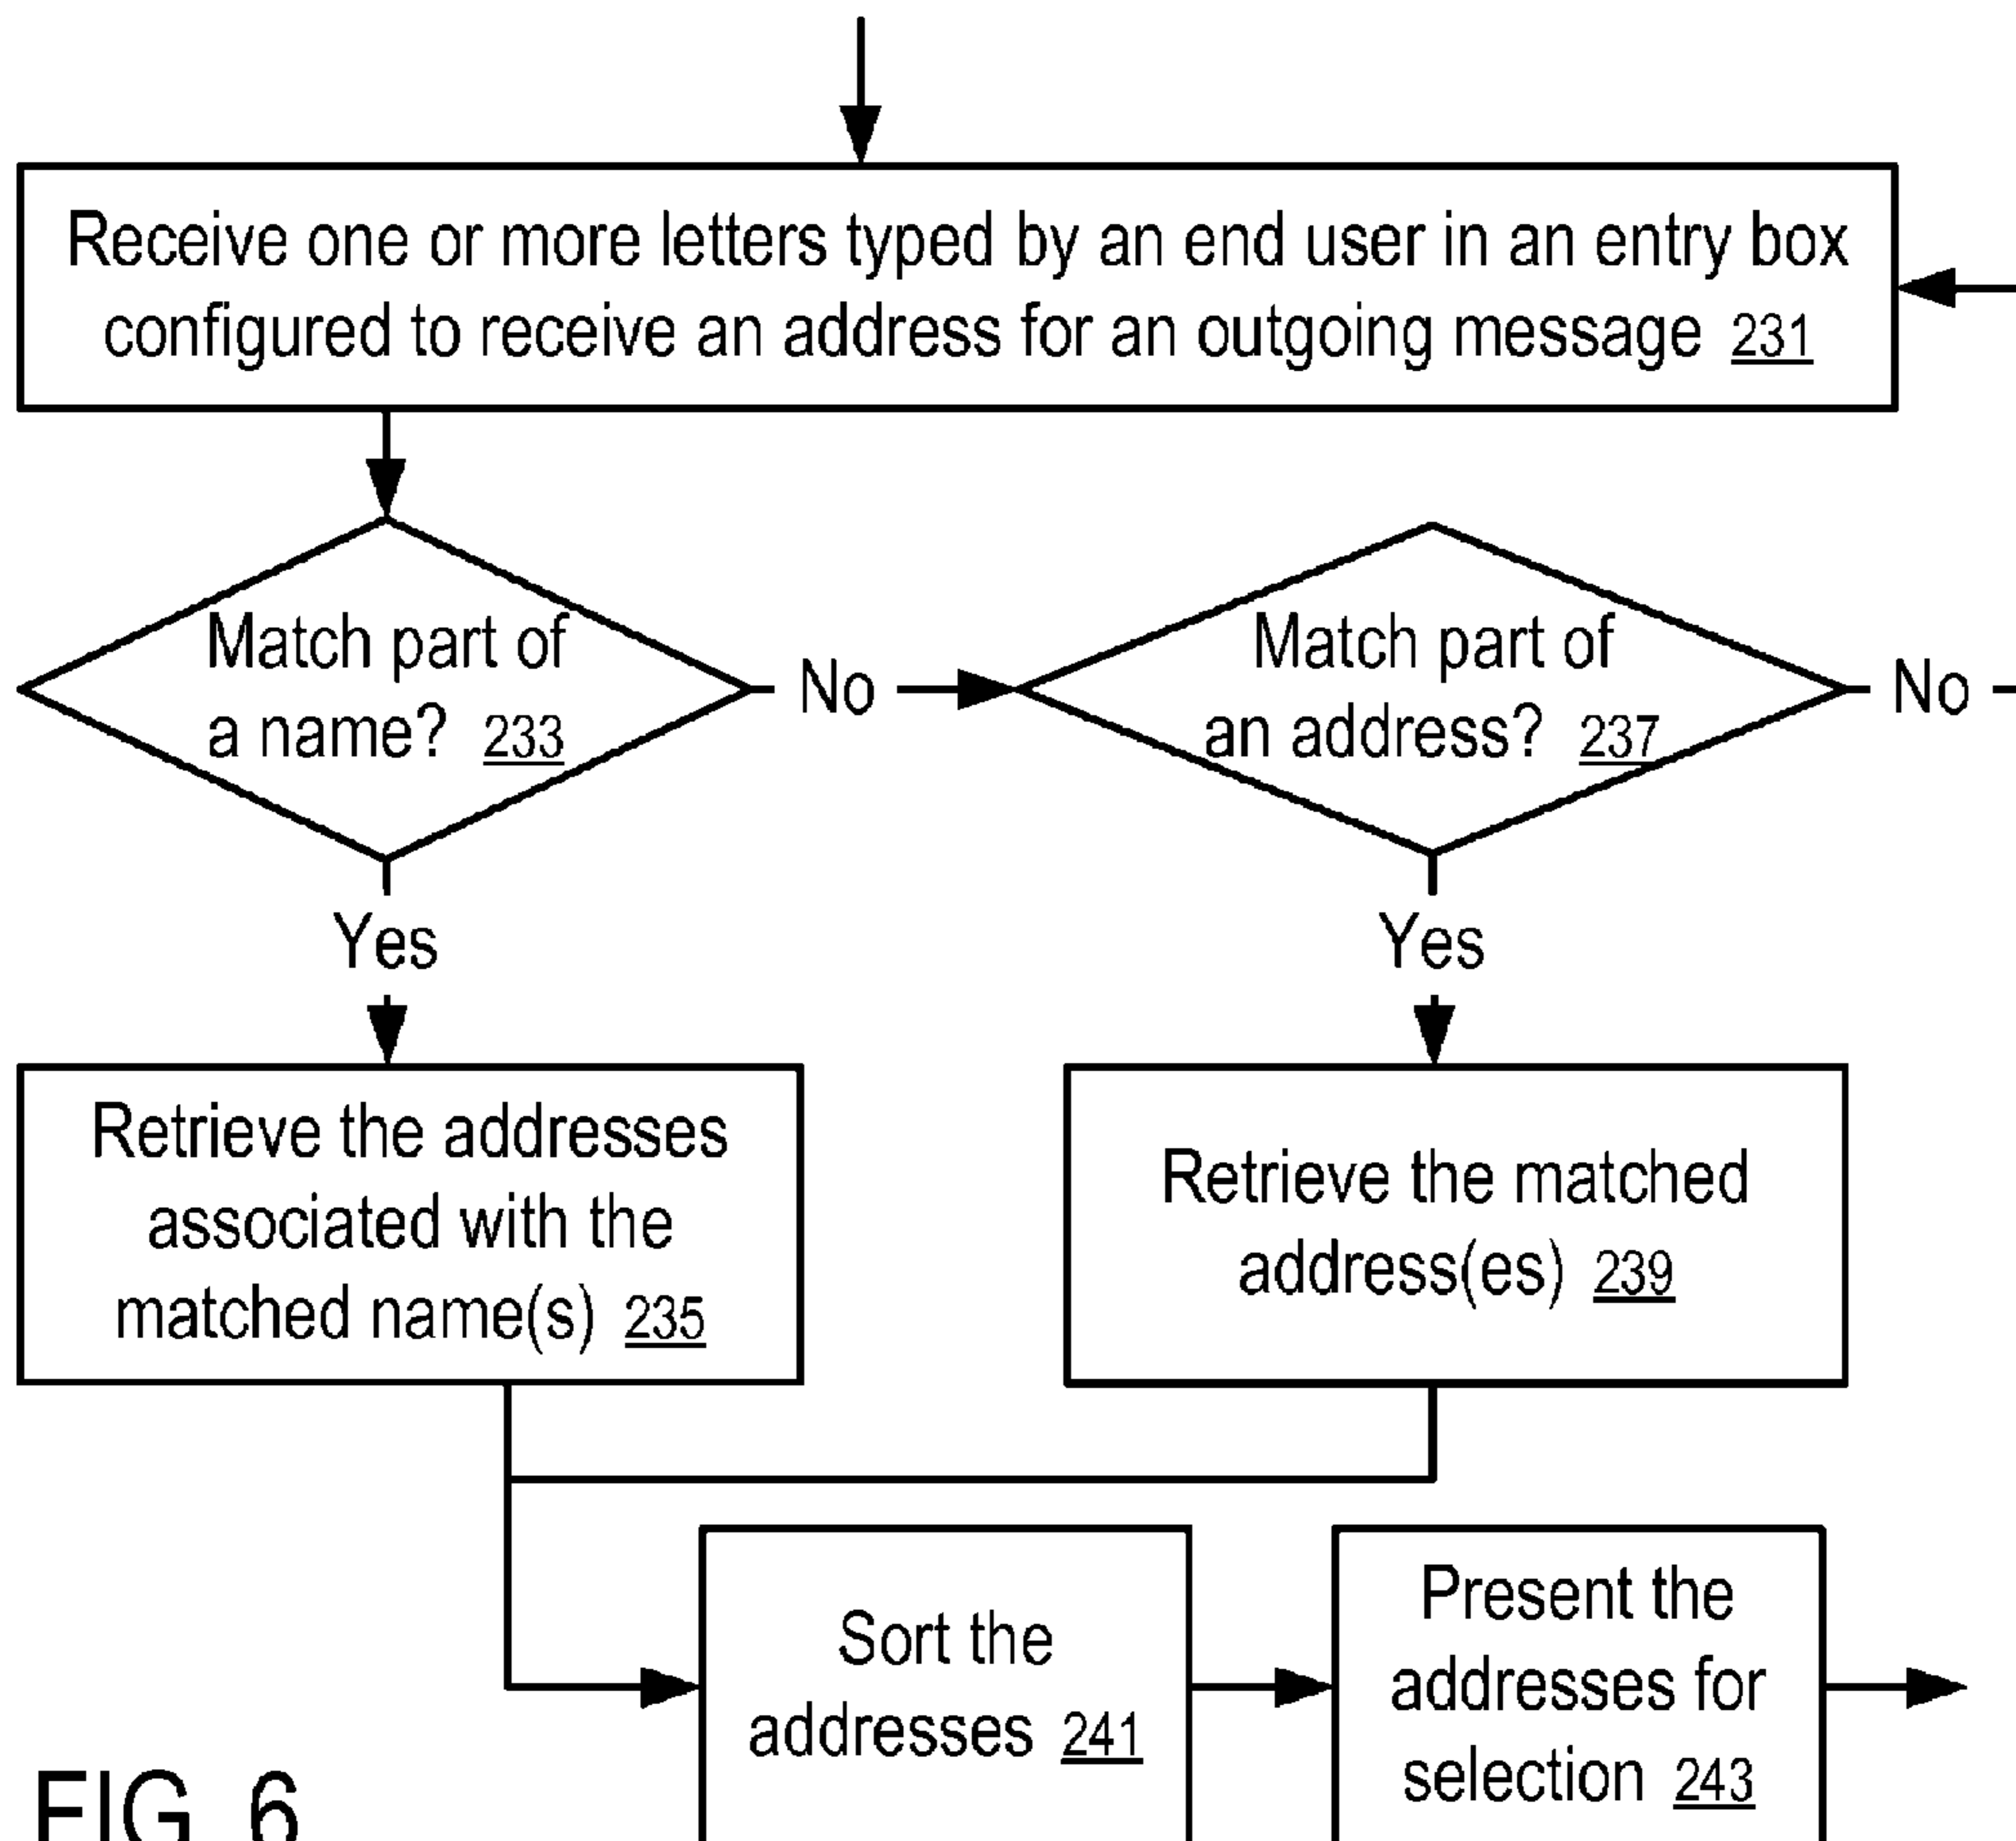 Receive one or more letters typed by an end user in an entry box
configured to receive an address for an outgoing message 231
Match part of
a name? 233
No
Match part of
an address? 237
No
Yes
Yes
Retrieve the addresses
associated with the
matched name(s) 235
Retrieve the matched
address(es) 239
Sort the
addresses 241
Present the
addresses for
selection 243
FIG. 6